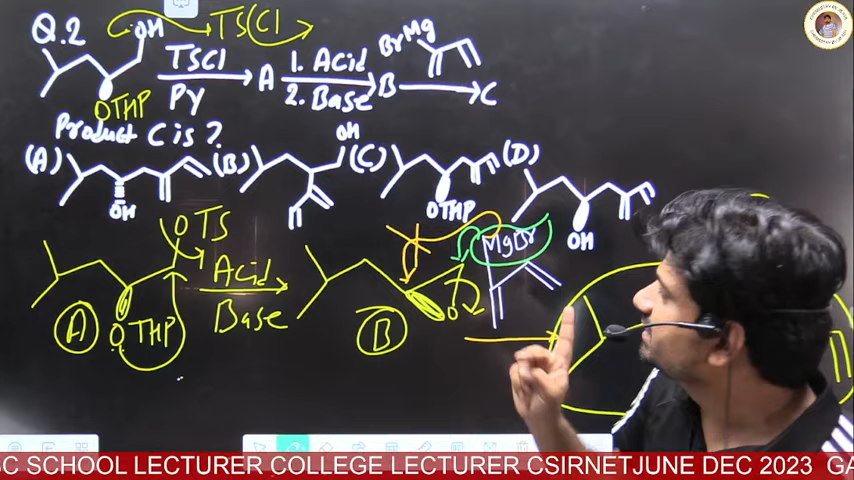 Q.2 OH TSCl
TSCl A 1. Acid B BrMg C
PY 2. Base
OTHP
Product C is ?
(A) OH (B) OH (C) OTHP (D) OH
OTS
Acid MgBr
Base O
A OTHP B
SC SCHOOL LECTURER COLLEGE LECTURER CSIRNETJUNE DEC 2023 GA